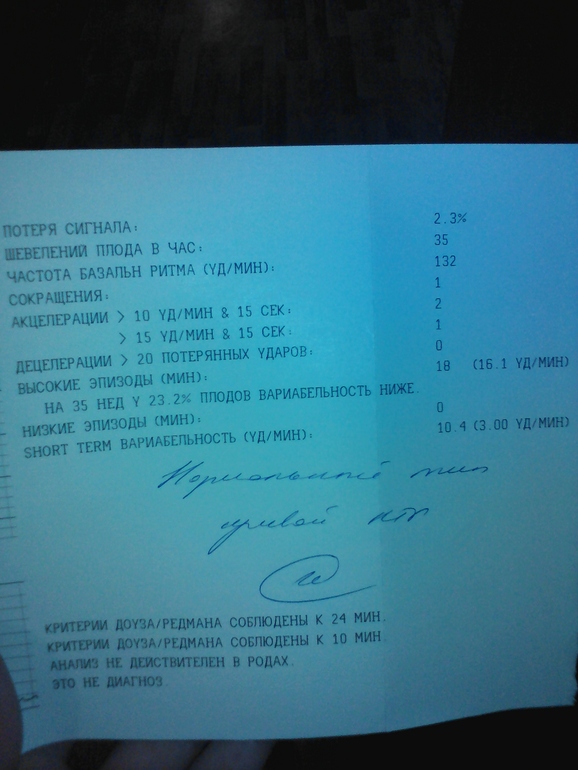 ПОТЕРЯ СИГНАЛА: 2.3%
ШЕВЕЛЕНИЙ ПЛОДА В ЧАС: 35
ЧАСТОТА БАЗАЛЬН РИТМА (УД/МИН): 132
СОКРАЩЕНИЯ: 1
АКЦЕЛЕРАЦИИ > 10 УД/МИН & 15 СЕК: 2
> 15 УД/МИН & 15 СЕК: 1
ДЕЦЕЛЕРАЦИИ > 20 ПОТЕРЯННЫХ УДАРОВ: 0
ВЫСОКИЕ ЭПИЗОДЫ (МИН): 18 (16.1 УД/МИН)
НА 35 НЕД У 23.2% ПЛОДОВ ВАРИАБЕЛЬНОСТЬ НИЖЕ.
НИЗКИЕ ЭПИЗОДЫ (МИН): 0
SHORT TERM ВАРИАБЕЛЬНОСТЬ (УД/МИН): 10.4 (3.00 УД/МИН)
Нормальный тип
кривой КТГ
КРИТЕРИИ ДОУЗА/РЕДМАНА СОБЛЮДЕНЫ К 24 МИН.
КРИТЕРИИ ДОУЗА/РЕДМАНА СОБЛЮДЕНЫ К 10 МИН.
АНАЛИЗ НЕ ДЕЙСТВИТЕЛЕН В РОДАХ.
ЭТО НЕ ДИАГНОЗ.